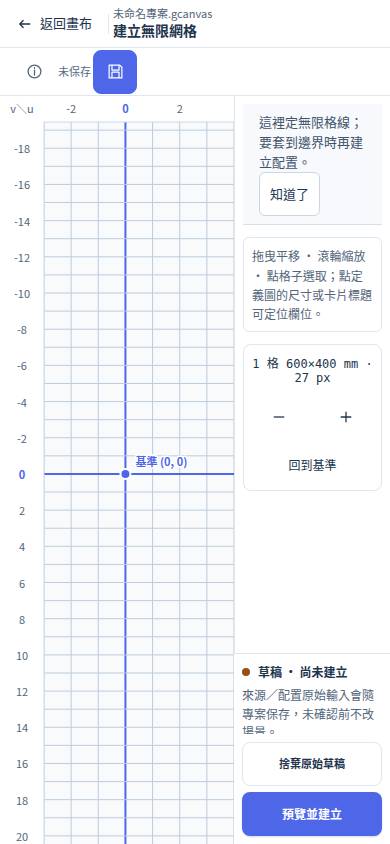 返回畫布
未命名專案.gcanvas
建立無限網格
未保存
v＼u
-2
0
2
-18
-16
-14
-12
-10
-8
-6
-4
-2
0
2
4
6
8
10
12
14
16
18
20
基準 (0, 0)
這裡定無限格線；
要套到邊界時再建
立配置。
知道了
拖曳平移 · 滾輪縮放
· 點格子選取；點定
義圖的尺寸或卡片標題
可定位欄位。
1 格 600×400 mm ·
27 px
− +
回到基準
草稿 · 尚未建立
來源／配置原始輸入會隨
專案保存，未確認前不改
場景。
捨棄原始草稿
預覽並建立